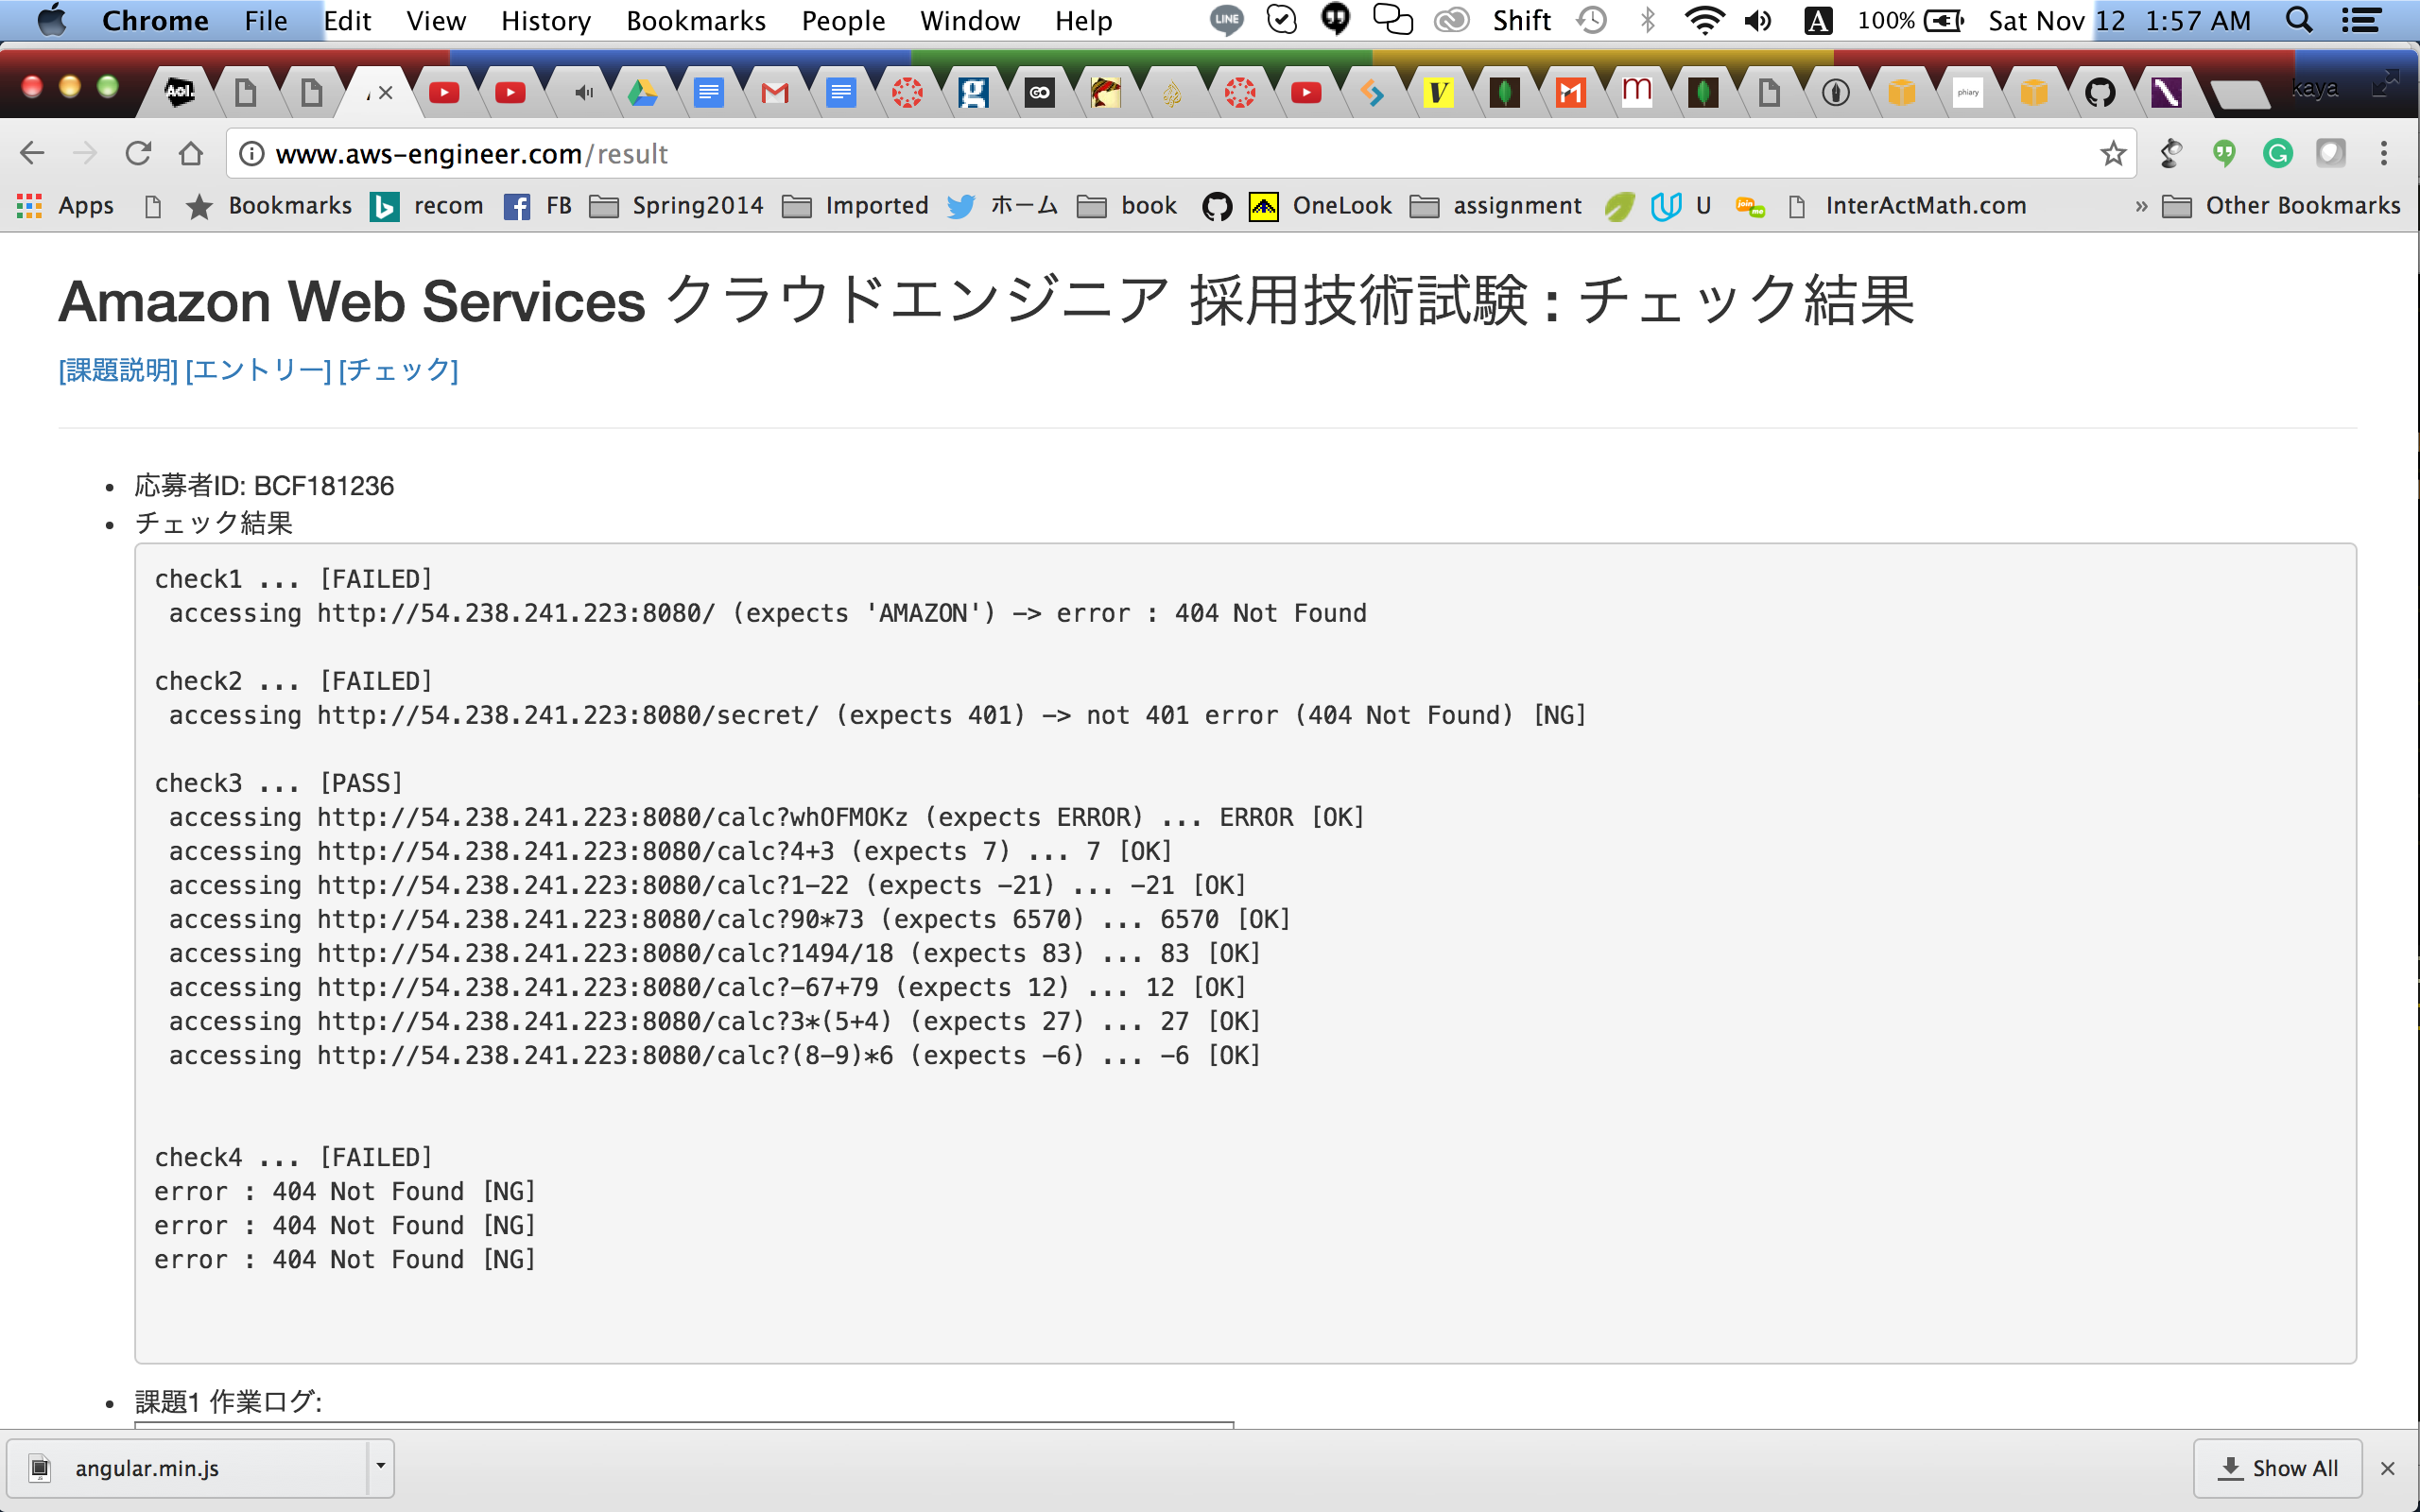 Chrome File Edit View History Bookmarks People Window Help LINE Shift A 100% Sat Nov 12 1:57 AM
Aol. g GO V m phiary kaya
www.aws-engineer.com/result
Apps Bookmarks recom FB Spring2014 Imported ホーム book OneLook assignment U InterActMath.com » Other Bookmarks
Amazon Web Services クラウドエンジニア 採用技術試験 : チェック結果
[課題説明] [エントリー] [チェック]
• 応募者ID: BCF181236
• チェック結果
check1 ... [FAILED]
accessing http://54.238.241.223:8080/ (expects 'AMAZON') -> error : 404 Not Found
check2 ... [FAILED]
accessing http://54.238.241.223:8080/secret/ (expects 401) -> not 401 error (404 Not Found) [NG]
check3 ... [PASS]
accessing http://54.238.241.223:8080/calc?whOFMOKz (expects ERROR) ... ERROR [OK]
accessing http://54.238.241.223:8080/calc?4+3 (expects 7) ... 7 [OK]
accessing http://54.238.241.223:8080/calc?1-22 (expects -21) ... -21 [OK]
accessing http://54.238.241.223:8080/calc?90*73 (expects 6570) ... 6570 [OK]
accessing http://54.238.241.223:8080/calc?1494/18 (expects 83) ... 83 [OK]
accessing http://54.238.241.223:8080/calc?-67+79 (expects 12) ... 12 [OK]
accessing http://54.238.241.223:8080/calc?3*(5+4) (expects 27) ... 27 [OK]
accessing http://54.238.241.223:8080/calc?(8-9)*6 (expects -6) ... -6 [OK]
check4 ... [FAILED]
error : 404 Not Found [NG]
error : 404 Not Found [NG]
error : 404 Not Found [NG]
• 課題1 作業ログ:
angular.min.js Show All